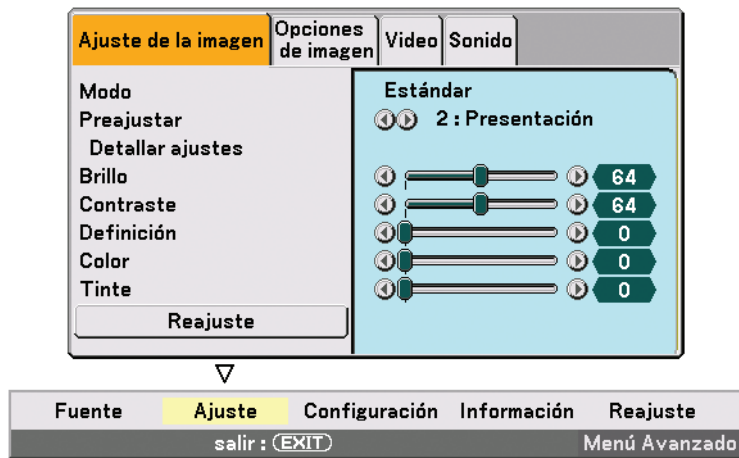 Ajuste de la imagen
Opciones
de imagen
Video
Sonido
Modo
Estándar
Preajustar
2 : Presentación
Detallar ajustes
Brillo
64
Contraste
64
Definición
0
Color
0
Tinte
0
Reajuste
Fuente
Ajuste
Configuración
Información
Reajuste
salir : (EXIT)
Menú Avanzado